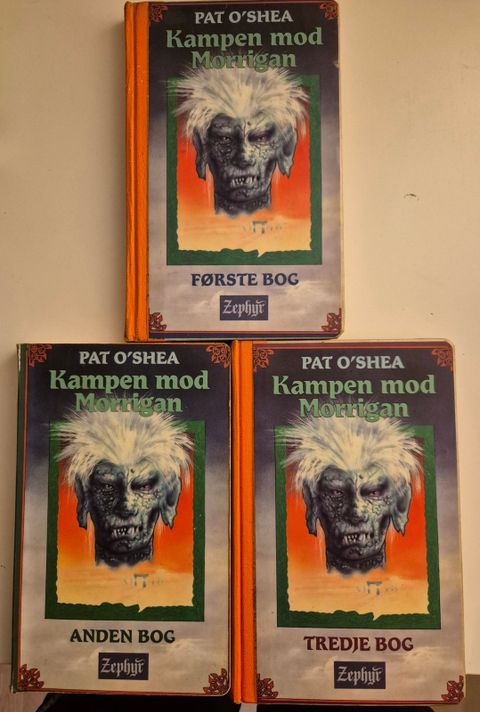 PAT O'SHEA
Kampen mod
Morrigan
FØRSTE BOG
Zephyr
PAT O'SHEA
Kampen mod
Morrigan
ANDEN BOG
Zephyr
PAT O'SHEA
Kampen mod
Morrigan
TREDJE BOG
Zephyr